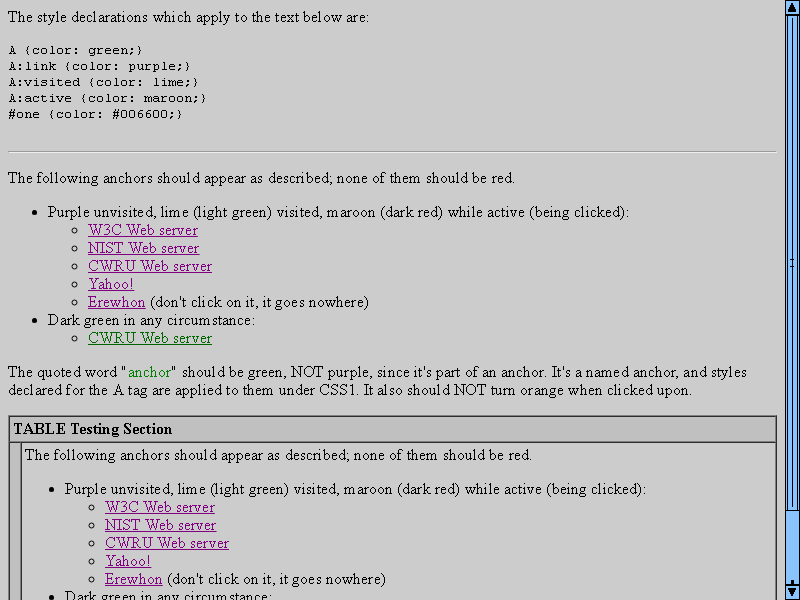 The style declarations which apply to the text below are:
A {color: green;}
A:link {color: purple;}
A:visited {color: lime;}
A:active {color: maroon;}
#one {color: #006600;}
The following anchors should appear as described; none of them should be red.
Purple unvisited, lime (light green) visited, maroon (dark red) while active (being clicked):
W3C Web server
NIST Web server
CWRU Web server
Yahoo!
Erewhon (don't click on it, it goes nowhere)
Dark green in any circumstance:
CWRU Web server
The quoted word "anchor" should be green, NOT purple, since it's part of an anchor. It's a named anchor, and styles
declared for the A tag are applied to them under CSS1. It also should NOT turn orange when clicked upon.
TABLE Testing Section
The following anchors should appear as described; none of them should be red.
Purple unvisited, lime (light green) visited, maroon (dark red) while active (being clicked):
W3C Web server
NIST Web server
CWRU Web server
Yahoo!
Erewhon (don't click on it, it goes nowhere)
Dark green in any circumstance: